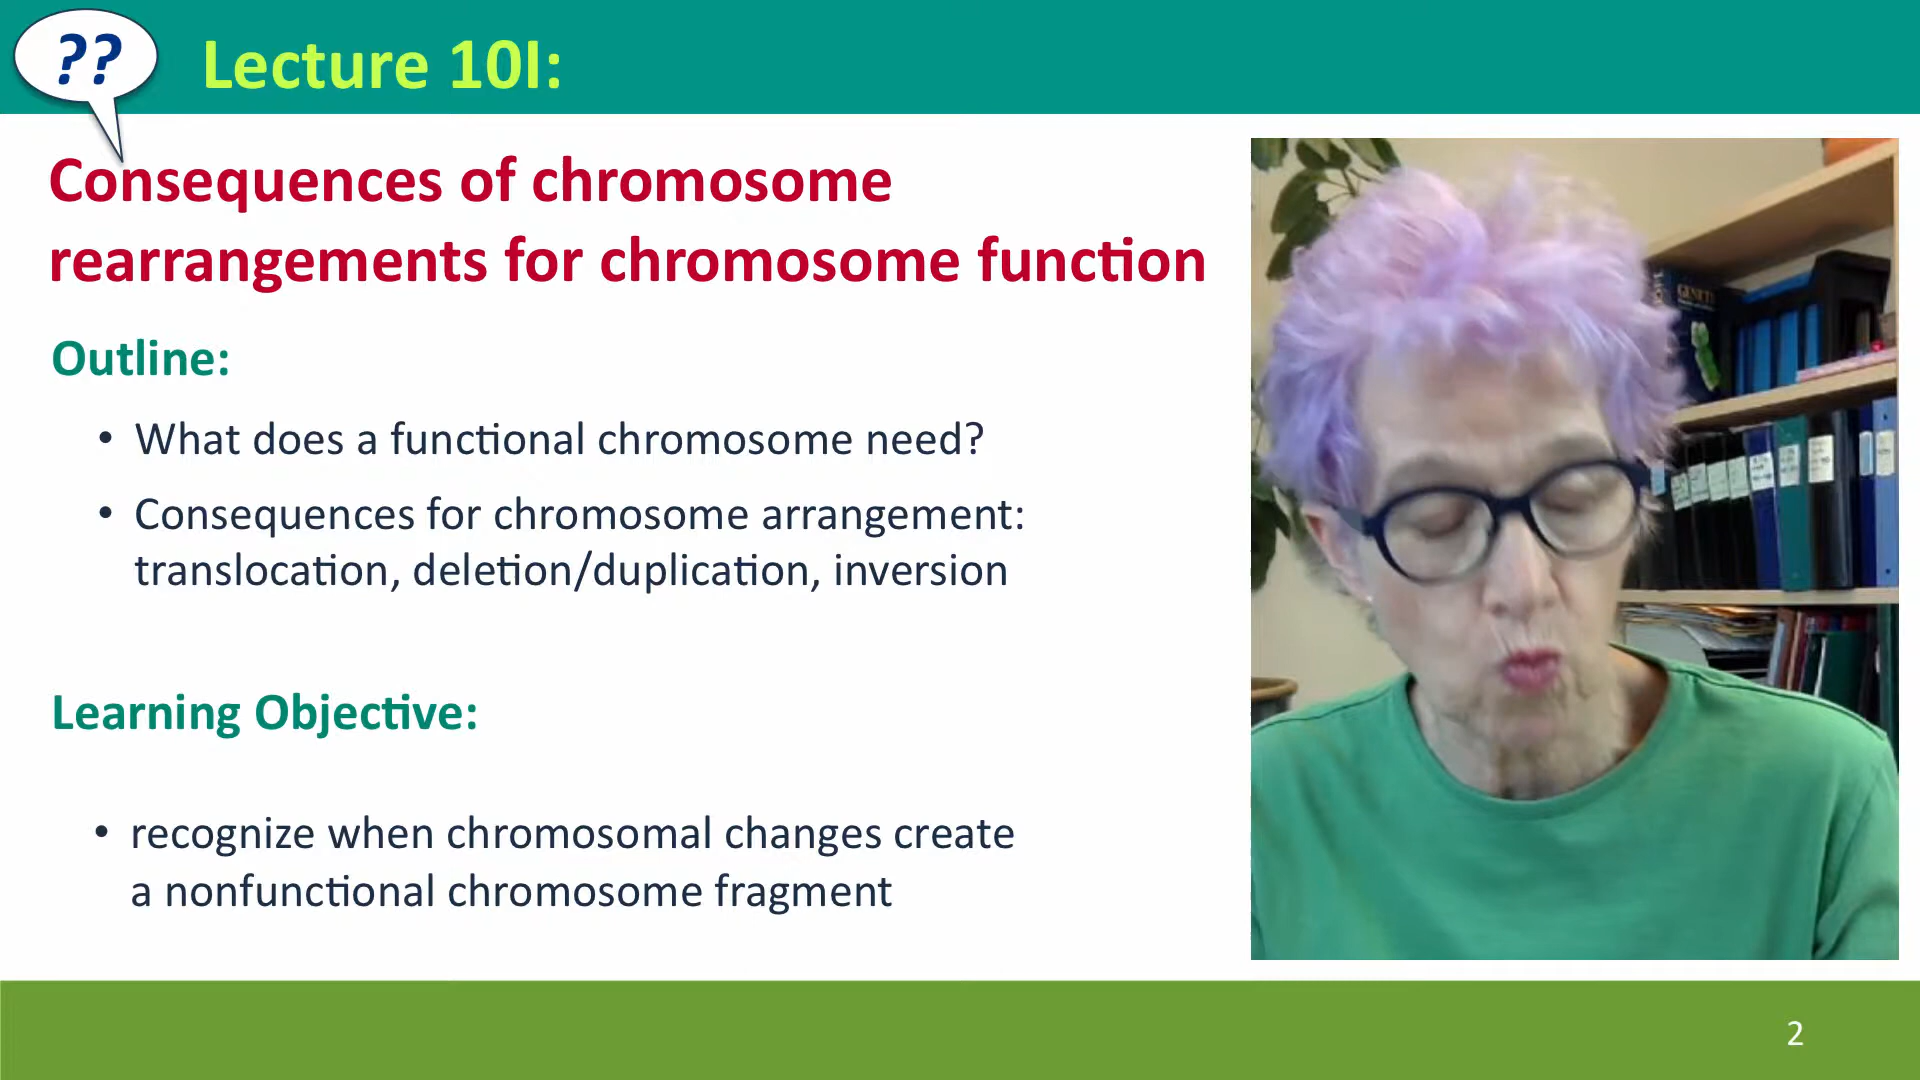 ??
Lecture 10I:
Consequences of chromosome
rearrangements for chromosome function
Outline:
• What does a functional chromosome need?
• Consequences for chromosome arrangement:
translocation, deletion/duplication, inversion
Learning Objective:
• recognize when chromosomal changes create
a nonfunctional chromosome fragment
2